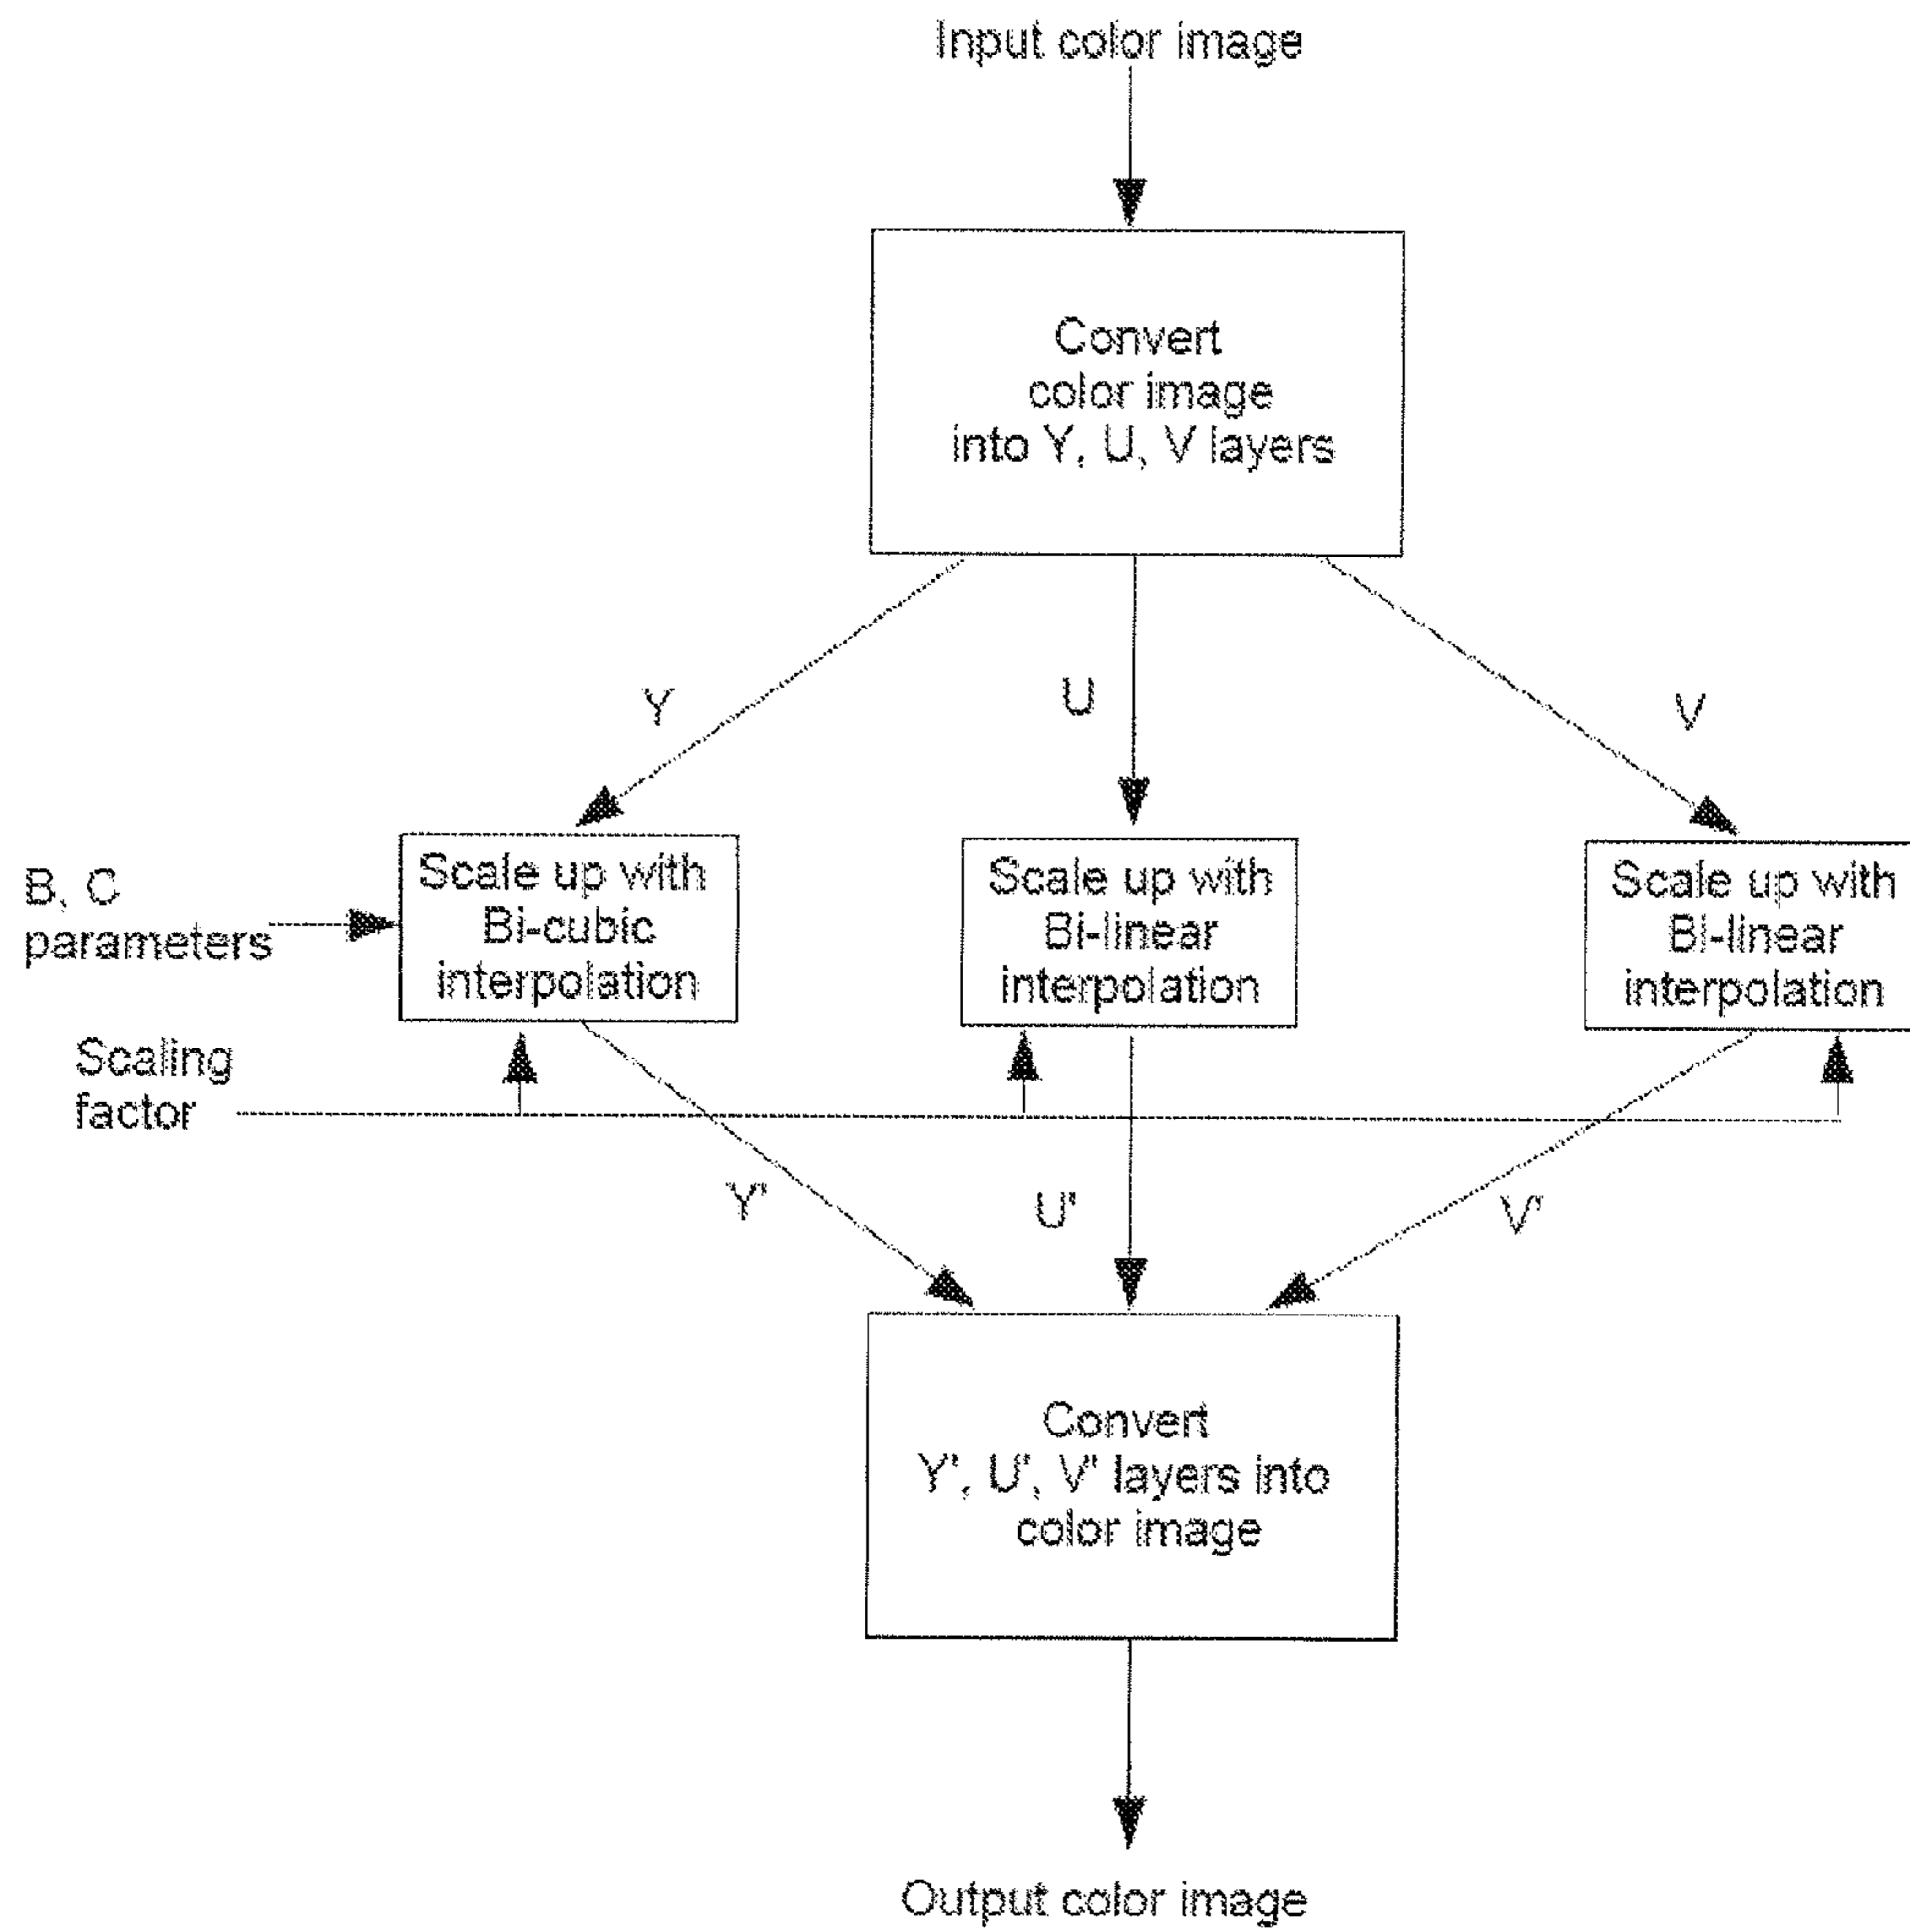 Input color image
Convert
color image
into Y, U, V layers
Y
U
V
B, C
parameters
Scale up with
Bi-cubic
interpolation
Scale up with
Bi-linear
interpolation
Scale up with
Bi-linear
interpolation
Scaling
factor
Y'
U'
V'
Convert
Y', U', V' layers into
color image
Output color image